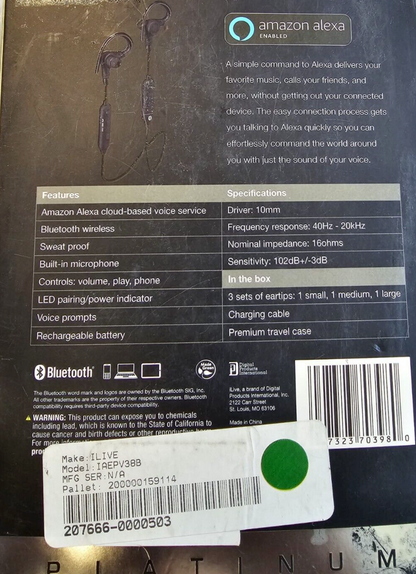 amazon alexa
ENABLED
A simple command to Alexa delivers your
favorite music, calls your friends, and
more, without getting out your connected
device. The easy connection process gets
you talking to Alexa quickly so you can
effortlessly command the world around
you with just the sound of your voice.
Features
Amazon Alexa cloud-based voice service
Bluetooth wireless
Sweat proof
Built-in microphone
Controls: volume, play, phone
LED pairing/power indicator
Voice prompts
Rechargeable battery
Specifications
Driver: 10mm
Frequency response: 40Hz - 20kHz
Nominal impedance: 16ohms
Sensitivity: 102dB+/-3dB
In the box
3 sets of eartips: 1 small, 1 medium, 1 large
Charging cable
Premium travel case
Bluetooth®
Digital
Products
International
The Bluetooth word mark and logos are owned by the Bluetooth SIG, Inc.
All other trademarks are the property of their respective owners. Bluetooth
compatibility requires third-party device compatibility.
iLive, a brand of Digital
Products International, Inc.
2122 Carr Street
St. Louis, MO 63106
Made in China
WARNING: This product can expose you to chemicals
including lead, which is known to the State of California to
cause cancer and birth defects or other
For more
47323 70398 0
Make:ILIVE
Model:IAEPV38B
MFG SER:N/A
Pallet: 200000159114
207666-0000503
PLATINUM